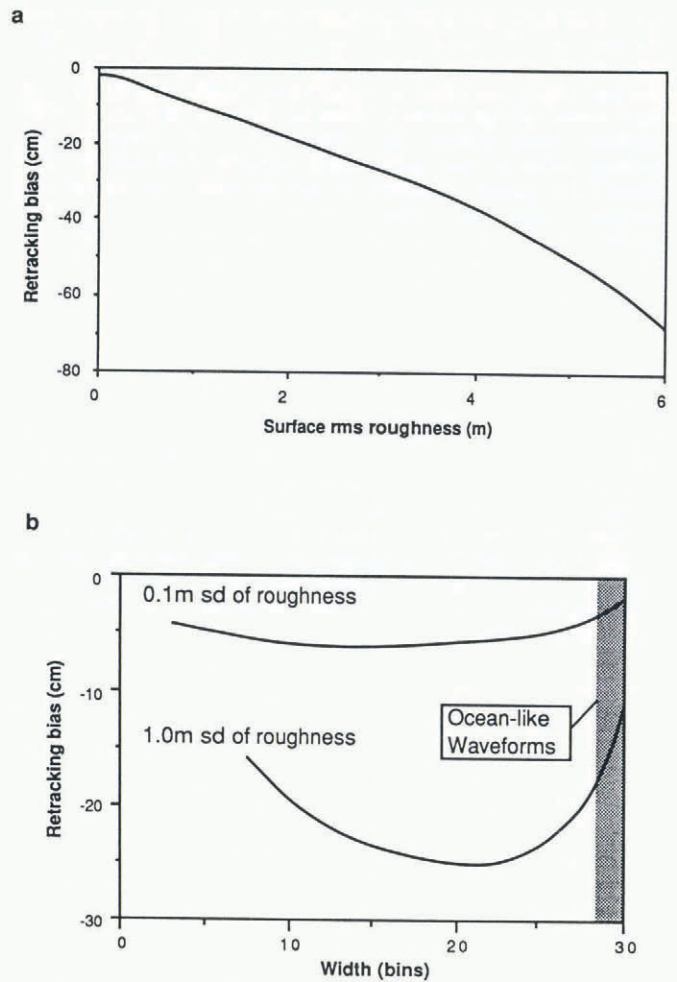 a
0
-20
-40
-60
-80
Retracking bias (cm)
0 2 4 6
Surface rms roughness (m)
b
0
-10
-20
-30
Retracking bias (cm)
0.1m sd of roughness
1.0m sd of roughness
Ocean-like
Waveforms
0 10 20 30
Width (bins)